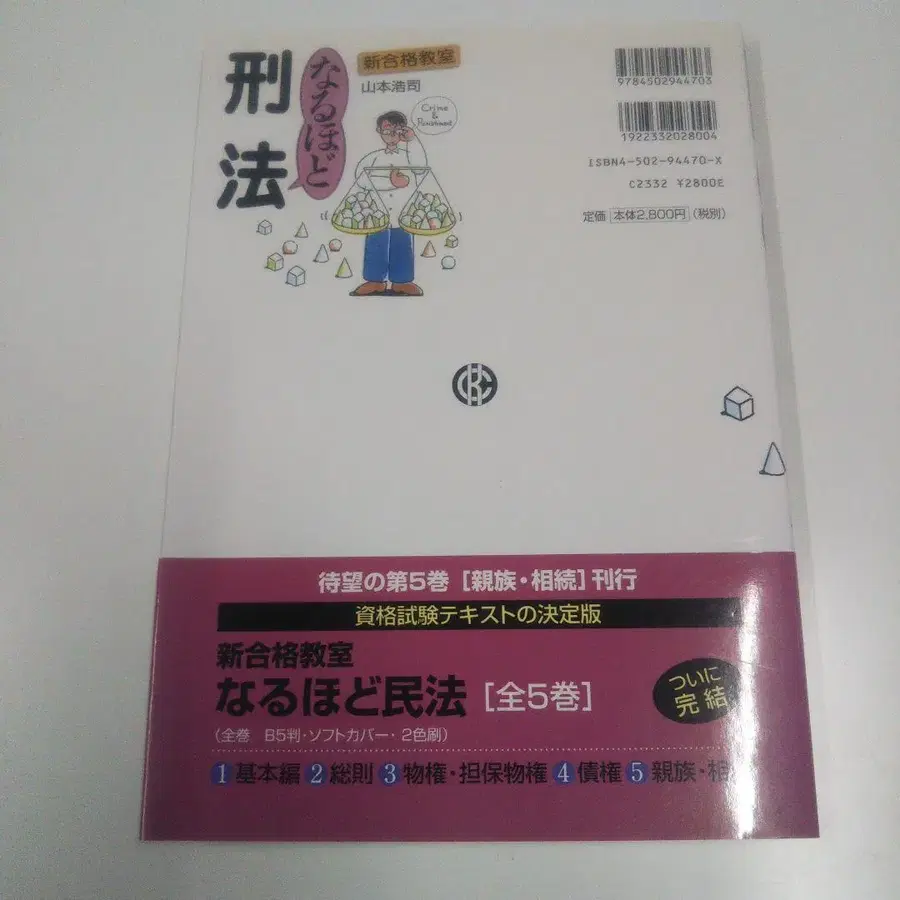 新合格教室
山本浩司
なるほど
刑法
Crime
&
Punishment
9784502944703
1922332028004
ISBN4-502-94470-X
C2332 ¥2800E
定価 本体2,800円 (税別)
待望の第5巻［親族・相続］刊行
資格試験テキストの決定版
新合格教室
なるほど民法［全5巻］
ついに
完結
(全巻 B5判・ソフトカバー・2色刷)
1 基本編 2 総則 3 物権・担保物権 4 債権 5 親族・相